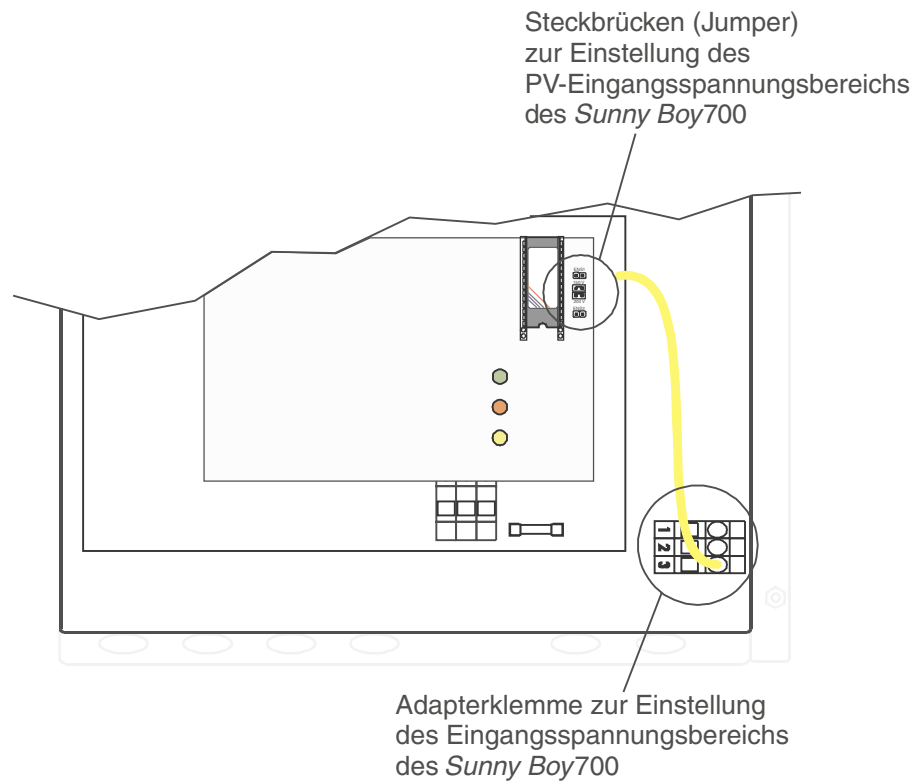 Steckbrücken (Jumper)
zur Einstellung des
PV-Eingangsspannungsbereichs
des Sunny Boy700
1
2
3
Adapterklemme zur Einstellung
des Eingangsspannungsbereichs
des Sunny Boy700